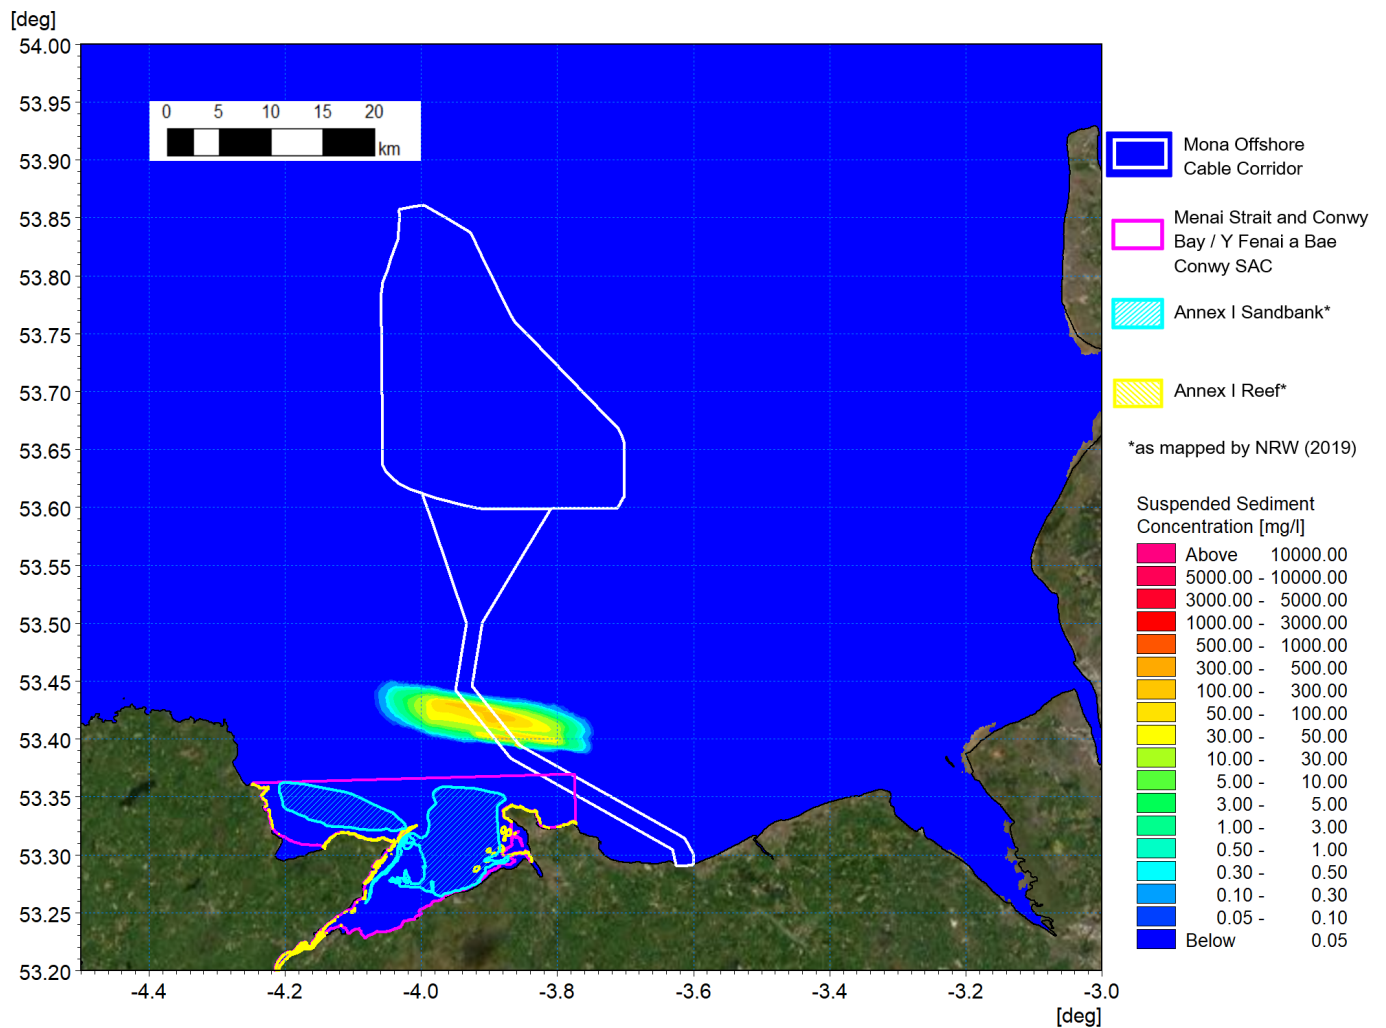 [deg]
54.00
53.95
53.90
53.85
53.80
53.75
53.70
53.65
53.60
53.55
53.50
53.45
53.40
53.35
53.30
53.25
53.20
0 5 10 15 20
km
-4.4 -4.2 -4.0 -3.8 -3.6 -3.4 -3.2 -3.0
[deg]
Mona Offshore
Cable Corridor
Menai Strait and Conwy
Bay / Y Fenai a Bae
Conwy SAC
Annex I Sandbank*
Annex I Reef*
*as mapped by NRW (2019)
Suspended Sediment
Concentration [mg/l]
Above 10000.00
5000.00 - 10000.00
3000.00 - 5000.00
1000.00 - 3000.00
500.00 - 1000.00
300.00 - 500.00
100.00 - 300.00
50.00 - 100.00
30.00 - 50.00
10.00 - 30.00
5.00 - 10.00
3.00 - 5.00
1.00 - 3.00
0.50 - 1.00
0.30 - 0.50
0.10 - 0.30
0.05 - 0.10
Below 0.05